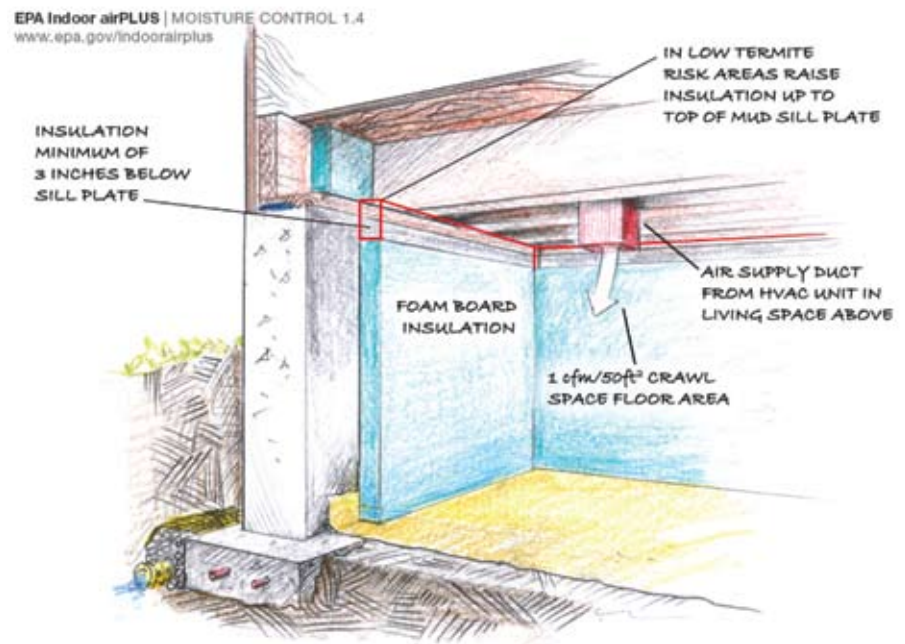 EPA Indoor airPLUS | MOISTURE CONTROL 1.4
www.epa.gov/indoorairplus
IN LOW TERMITE
RISK AREAS RAISE
INSULATION UP TO
TOP OF MUD SILL PLATE
INSULATION
MINIMUM OF
3 INCHES BELOW
SILL PLATE
FOAM BOARD
INSULATION
AIR SUPPLY DUCT
FROM HVAC UNIT IN
LIVING SPACE ABOVE
1 cfm/50ft² CRAWL
SPACE FLOOR AREA